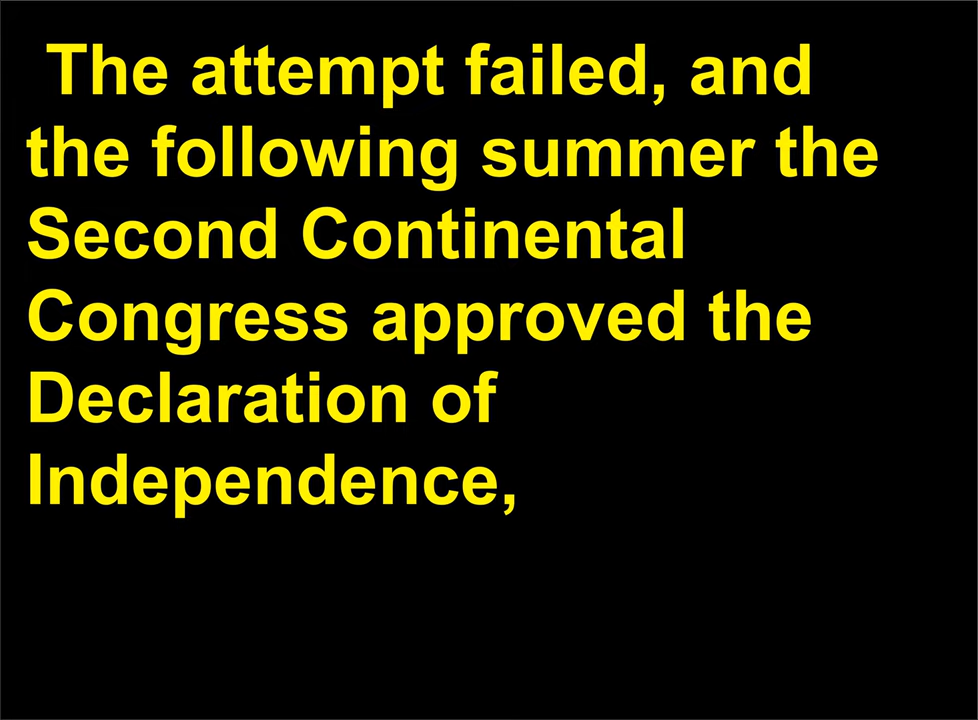 The attempt failed, and
the following summer the
Second Continental
Congress approved the
Declaration of
Independence,